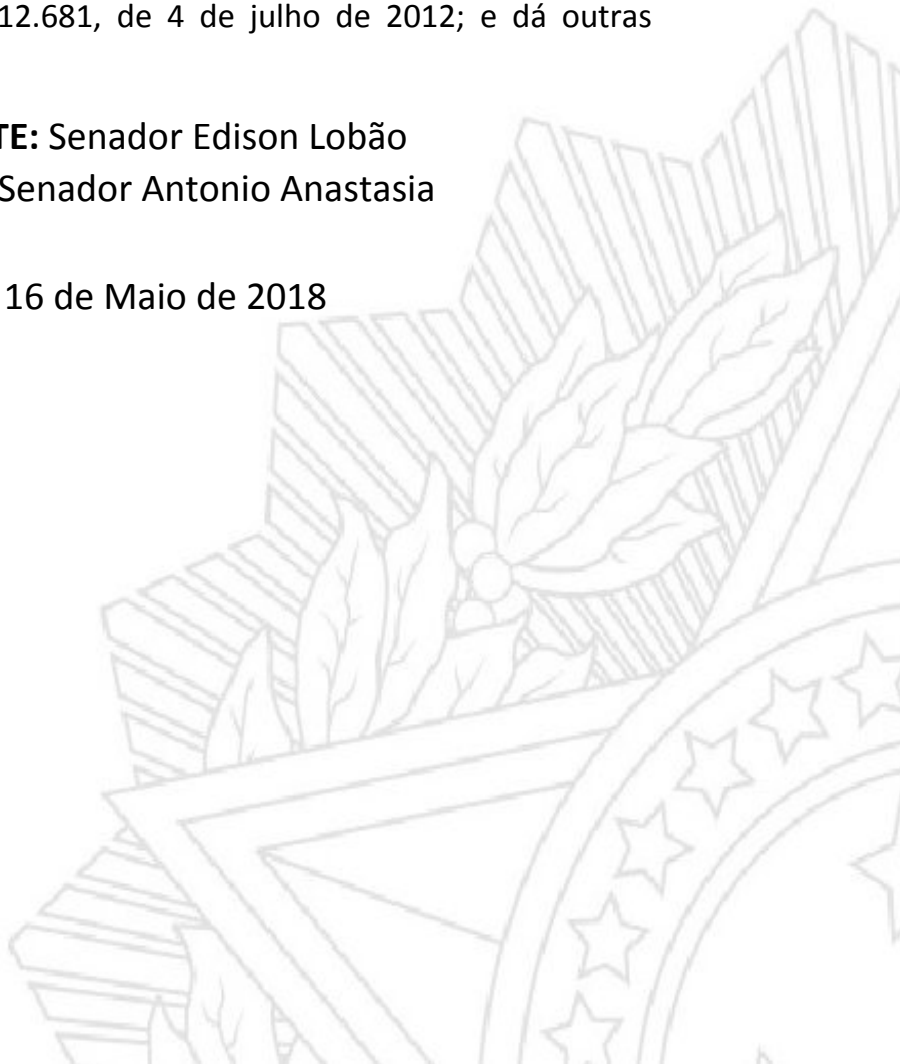 12.681, de 4 de julho de 2012; e dá outras
TE: Senador Edison Lobão
Senador Antonio Anastasia
16 de Maio de 2018